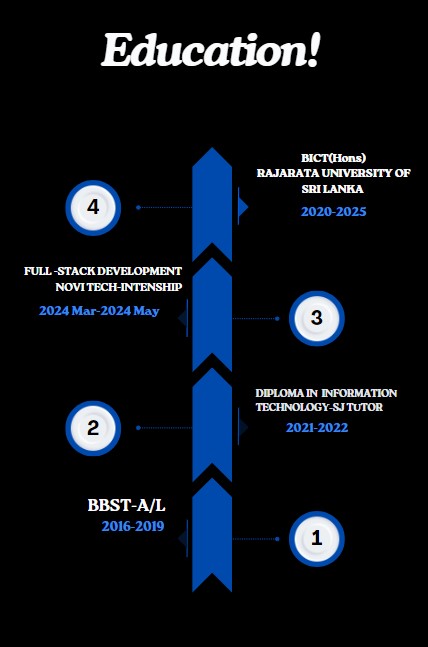 Education!
BICT(Hons)
RAJARATA UNIVERSITY OF
SRI LANKA
2020-2025
4
FULL -STACK DEVELOPMENT
NOVI TECH-INTENSHIP
2024 Mar-2024 May
3
DIPLOMA IN INFORMATION
TECHNOLOGY-SJ TUTOR
2021-2022
2
BBST-A/L
2016-2019
1